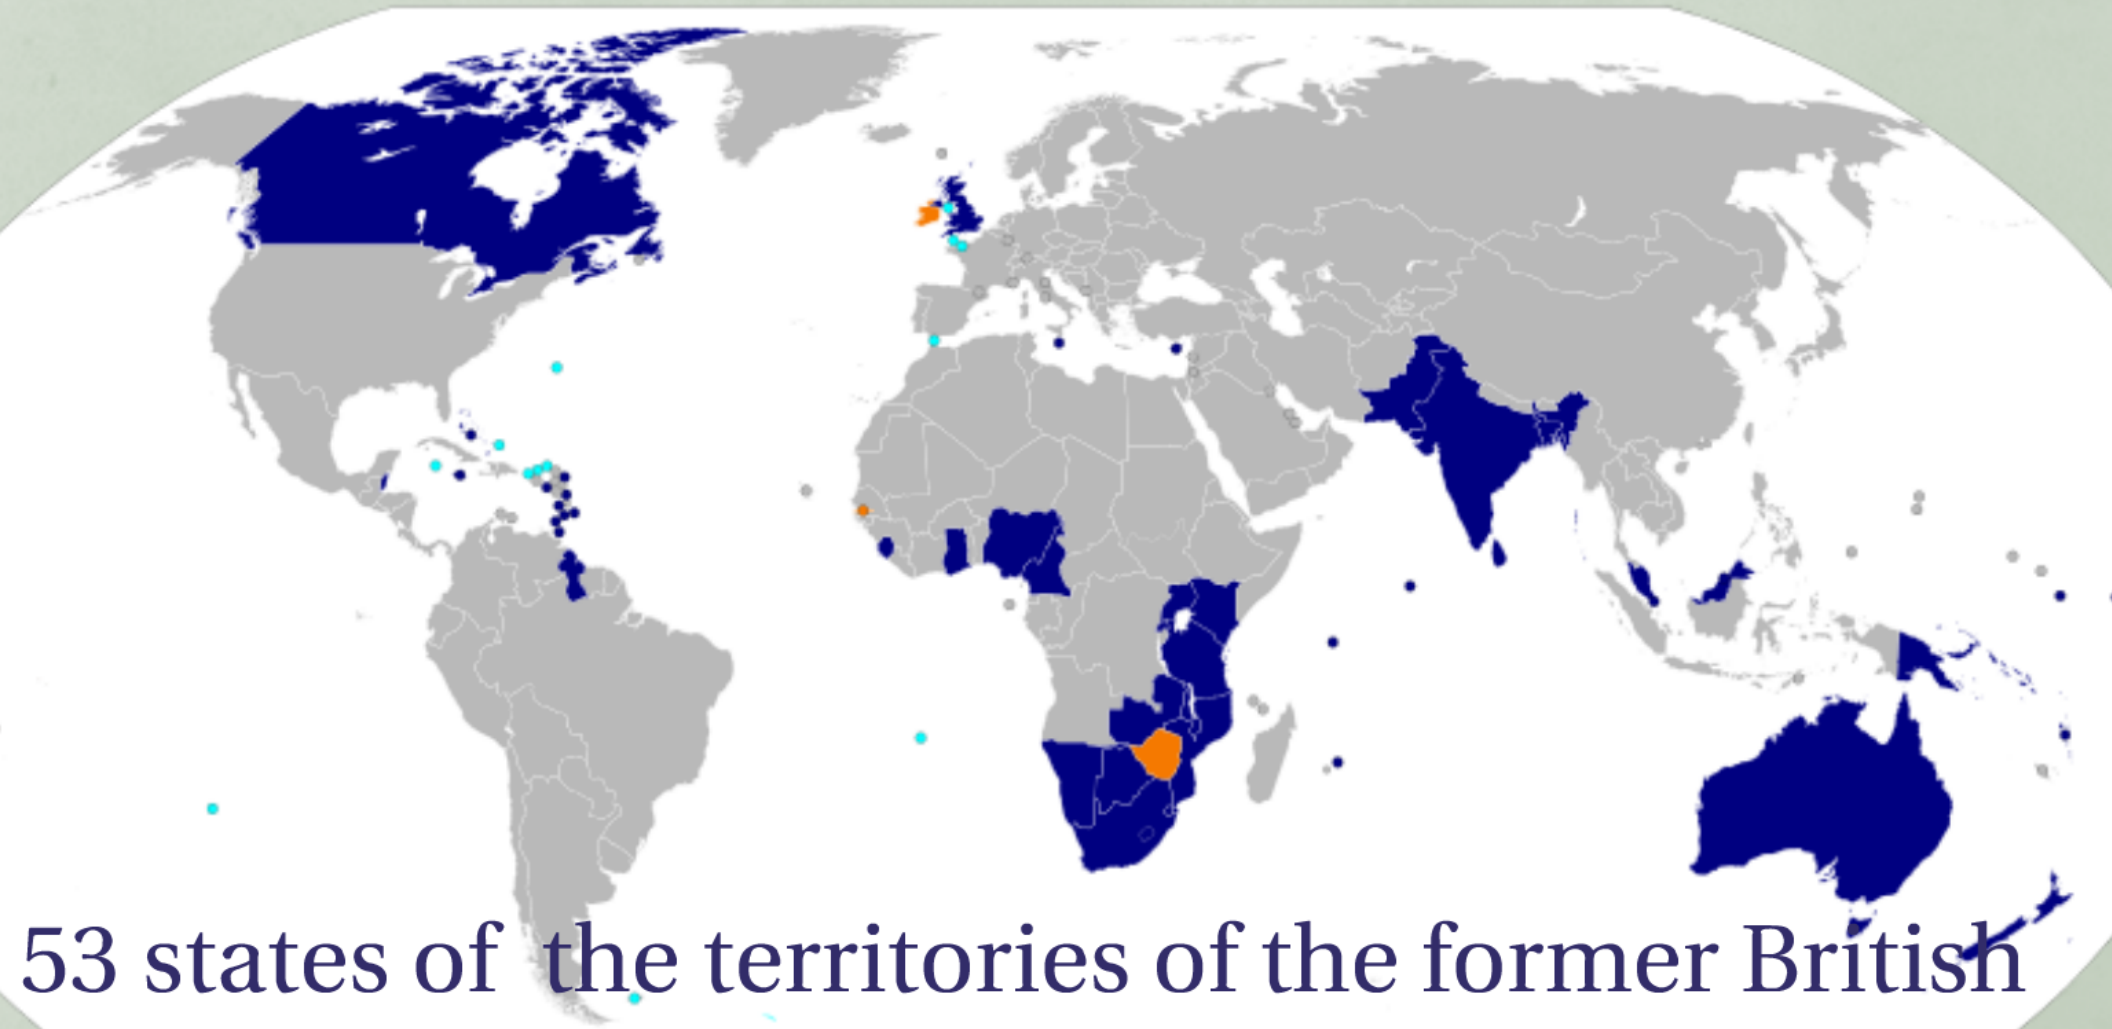 53 states of the territories of the former British